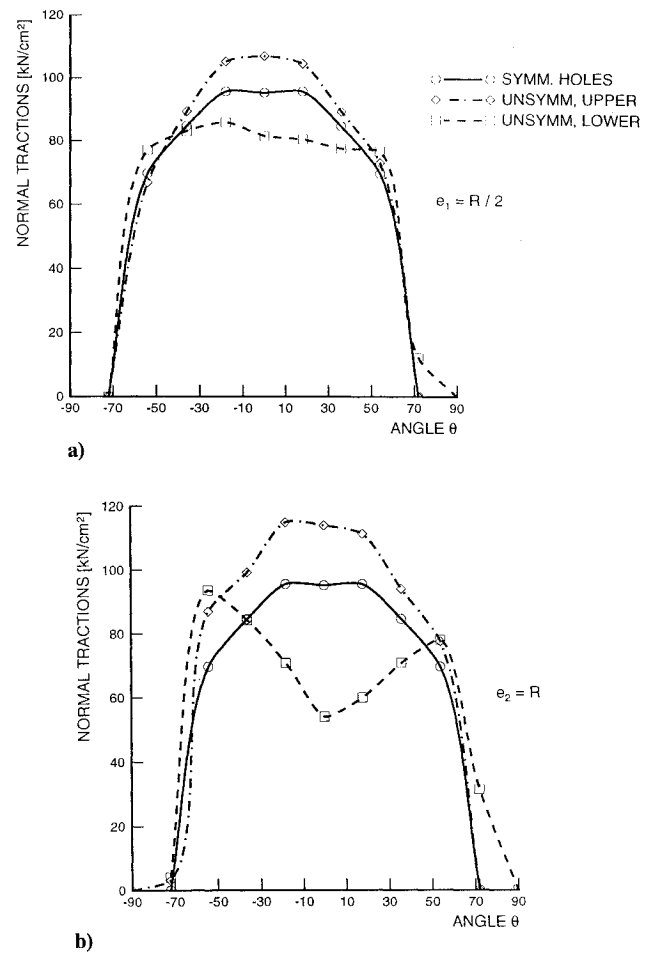 NORMAL TRACTIONS [kN/cm²]
120
100
80
60
40
20
0
-90 -70 -50 -30 -10 10 30 50 70 90
ANGLE θ
SYMM. HOLES
UNSYMM, UPPER
UNSYMM, LOWER
e₁ = R / 2
a)
NORMAL TRACTIONS [kN/cm²]
120
100
80
60
40
20
0
-90 -70 -50 -30 -10 10 30 50 70 90
ANGLE θ
e₂ = R
b)